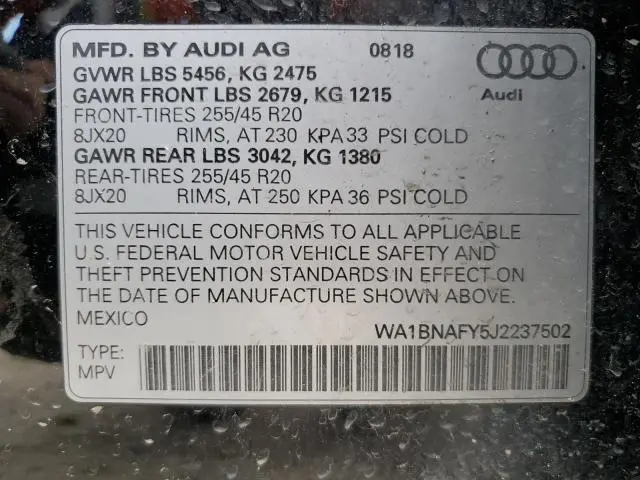 MFD. BY AUDI AG 0818
GVWR LBS 5456, KG 2475
GAWR FRONT LBS 2679, KG 1215 Audi
FRONT-TIRES 255/45 R20
8JX20 RIMS, AT 230 KPA 33 PSI COLD
GAWR REAR LBS 3042, KG 1380
REAR-TIRES 255/45 R20
8JX20 RIMS, AT 250 KPA 36 PSI COLD
THIS VEHICLE CONFORMS TO ALL APPLICABLE
U.S. FEDERAL MOTOR VEHICLE SAFETY AND
THEFT PREVENTION STANDARDS IN EFFECT ON
THE DATE OF MANUFACTURE SHOWN ABOVE.
MEXICO WA1BNAFY5J2237502
TYPE:
MPV